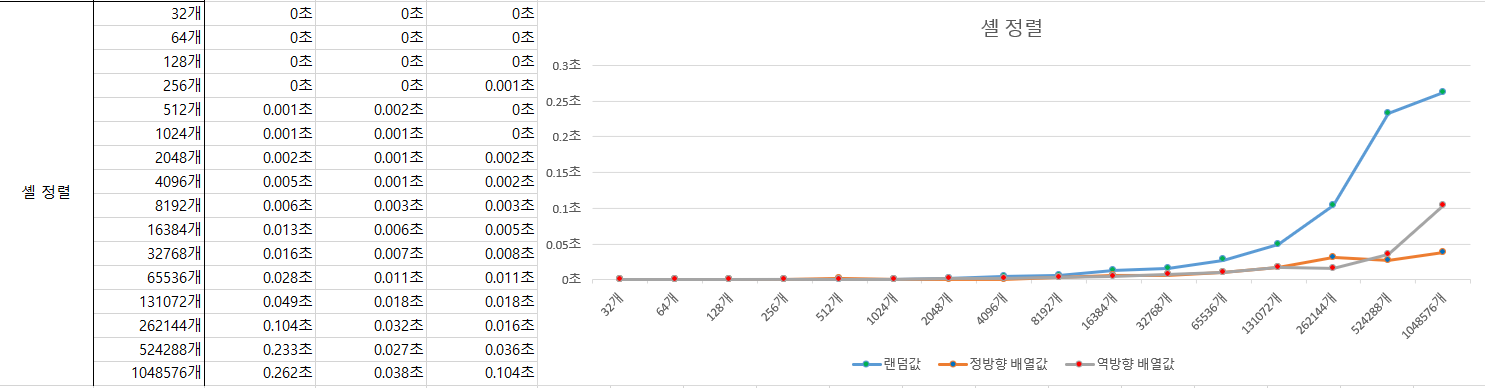 셸 정렬
32개 0초 0초 0초
64개 0초 0초 0초
128개 0초 0초 0초
256개 0초 0초 0.001초
512개 0.001초 0.002초 0초
1024개 0.001초 0.001초 0초
2048개 0.002초 0.001초 0.002초
4096개 0.005초 0.001초 0.002초
8192개 0.006초 0.003초 0.003초
16384개 0.013초 0.006초 0.005초
32768개 0.016초 0.007초 0.008초
65536개 0.028초 0.011초 0.011초
131072개 0.049초 0.018초 0.018초
262144개 0.104초 0.032초 0.016초
524288개 0.233초 0.027초 0.036초
1048576개 0.262초 0.038초 0.104초
셸 정렬
0.3초
0.25초
0.2초
0.15초
0.1초
0.05초
0초
32개 64개 128개 256개 512개 1024개 2048개 4096개 8192개 16384개 32768개 65536개 131072개 262144개 524288개 1048576개
랜덤값 정방향 배열값 역방향 배열값